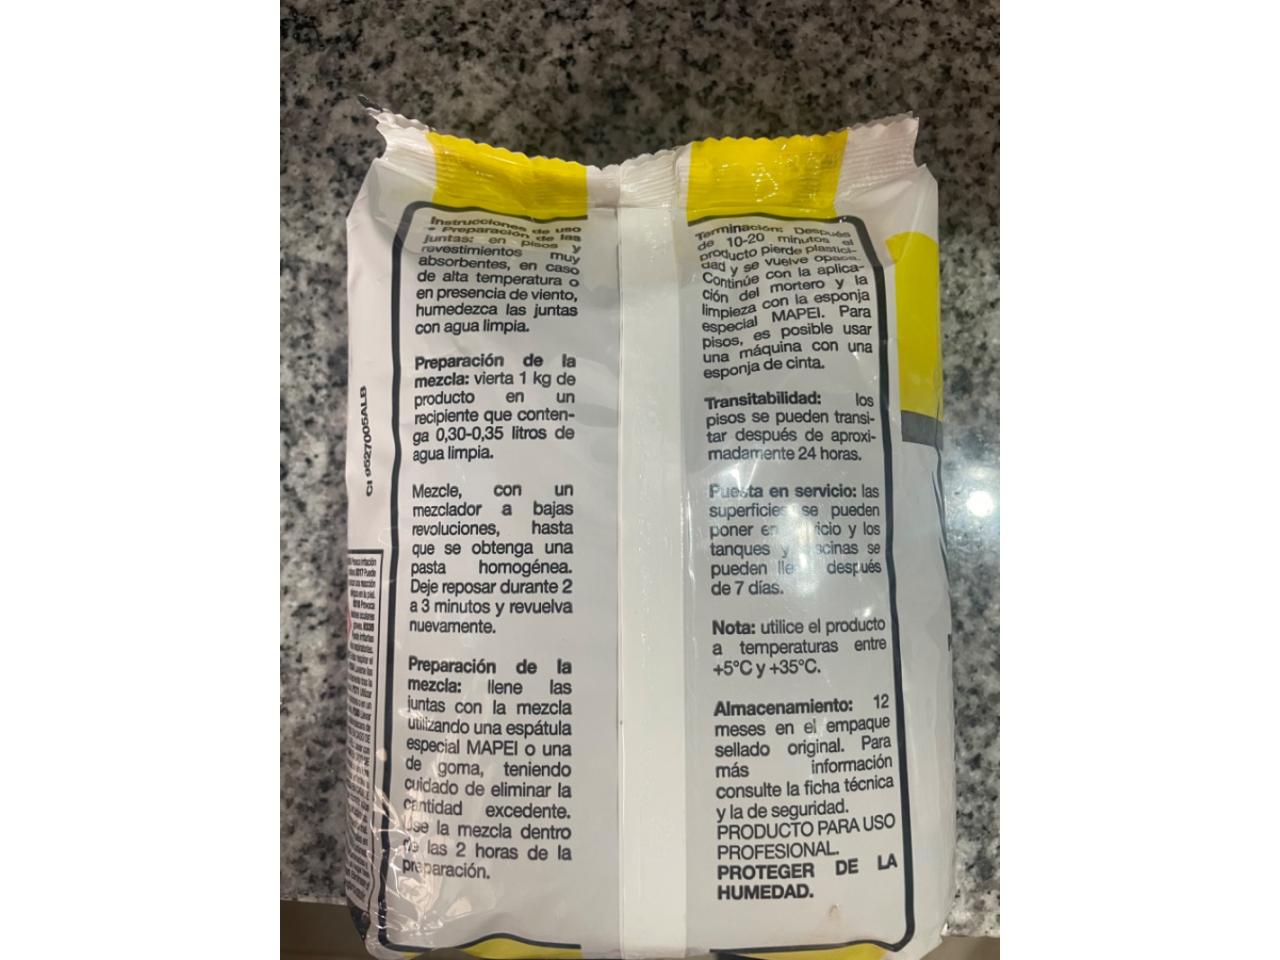 Instrucciones de uso
• Preparación de las
juntas: en pisos y
revestimientos muy
absorbentes, en caso
de alta temperatura o
en presencia de viento,
humedezca las juntas
con agua limpia.
Preparación de la
mezcla: vierta 1 kg de
producto en un
recipiente que conten-
ga 0,30-0,35 litros de
agua limpia.
Mezcle, con un
mezclador a bajas
revoluciones, hasta
que se obtenga una
pasta homogénea.
Deje reposar durante 2
a 3 minutos y revuelva
nuevamente.
Preparación de la
mezcla: llene las
juntas con la mezcla
utilizando una espátula
especial MAPEI o una
de goma, teniendo
cuidado de eliminar la
cantidad excedente.
Use la mezcla dentro
de las 2 horas de la
preparación.
Terminación: Después
de 10-20 minutos el
producto pierde plastici-
dad y se vuelve opaca.
Continúe con la aplica-
ción del mortero y la
limpieza con la esponja
especial MAPEI. Para
pisos, es posible usar
una máquina con una
esponja de cinta.
Transitabilidad: los
pisos se pueden transi-
tar después de aproxi-
madamente 24 horas.
Puesta en servicio: las
superficies se pueden
poner en servicio y los
tanques y piscinas se
pueden después
de 7 días.
Nota: utilice el producto
a temperaturas entre
+5°C y +35°C.
Almacenamiento: 12
meses en el empaque
sellado original. Para
más información
consulte la ficha técnica
y la de seguridad.
PRODUCTO PARA USO
PROFESIONAL.
PROTEGER DE LA
HUMEDAD.
CI 9527005ALB